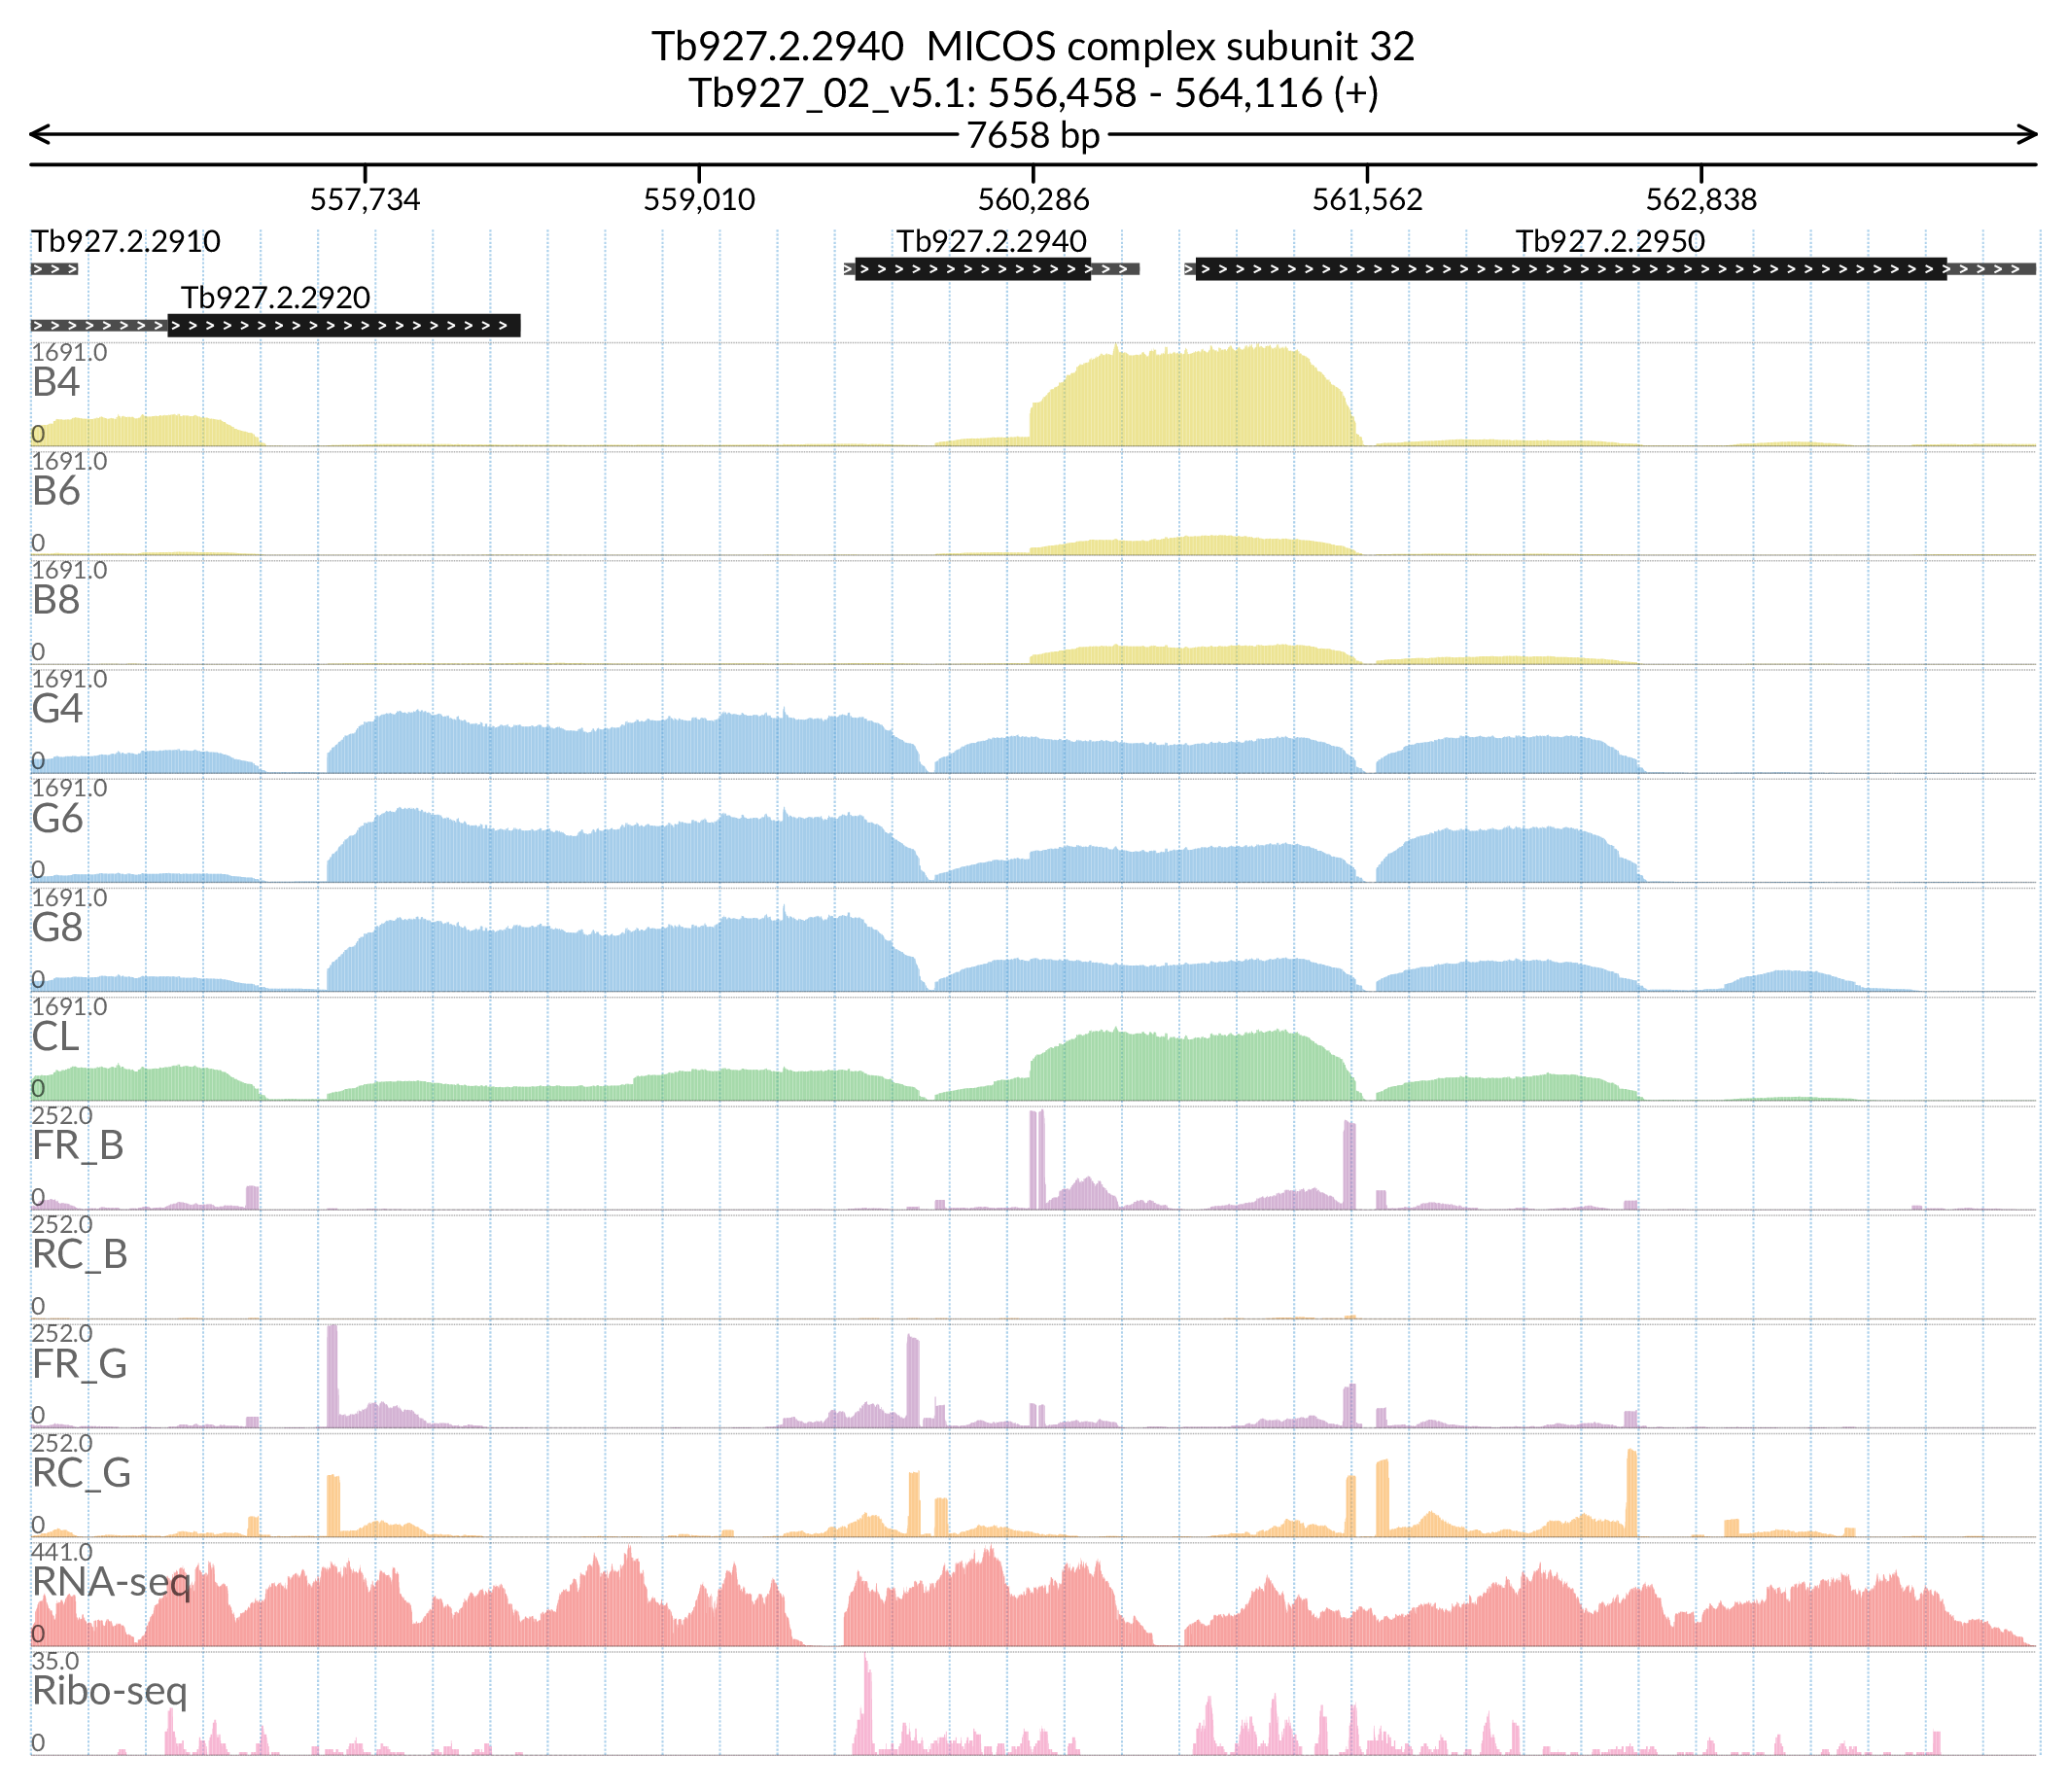 Tb927.2.2940  MICOS complex subunit 32
Tb927_02_v5.1: 556,458 - 564,116 (+)
7658 bp
557,734 559,010 560,286 561,562 562,838
Tb927.2.2910 Tb927.2.2940 Tb927.2.2950
Tb927.2.2920
1691.0
B4
0
1691.0
B6
0
1691.0
B8
0
1691.0
G4
0
1691.0
G6
0
1691.0
G8
0
1691.0
CL
0
252.0
FR_B
0
252.0
RC_B
0
252.0
FR_G
0
252.0
RC_G
0
441.0
RNA-seq
0
35.0
Ribo-seq
0